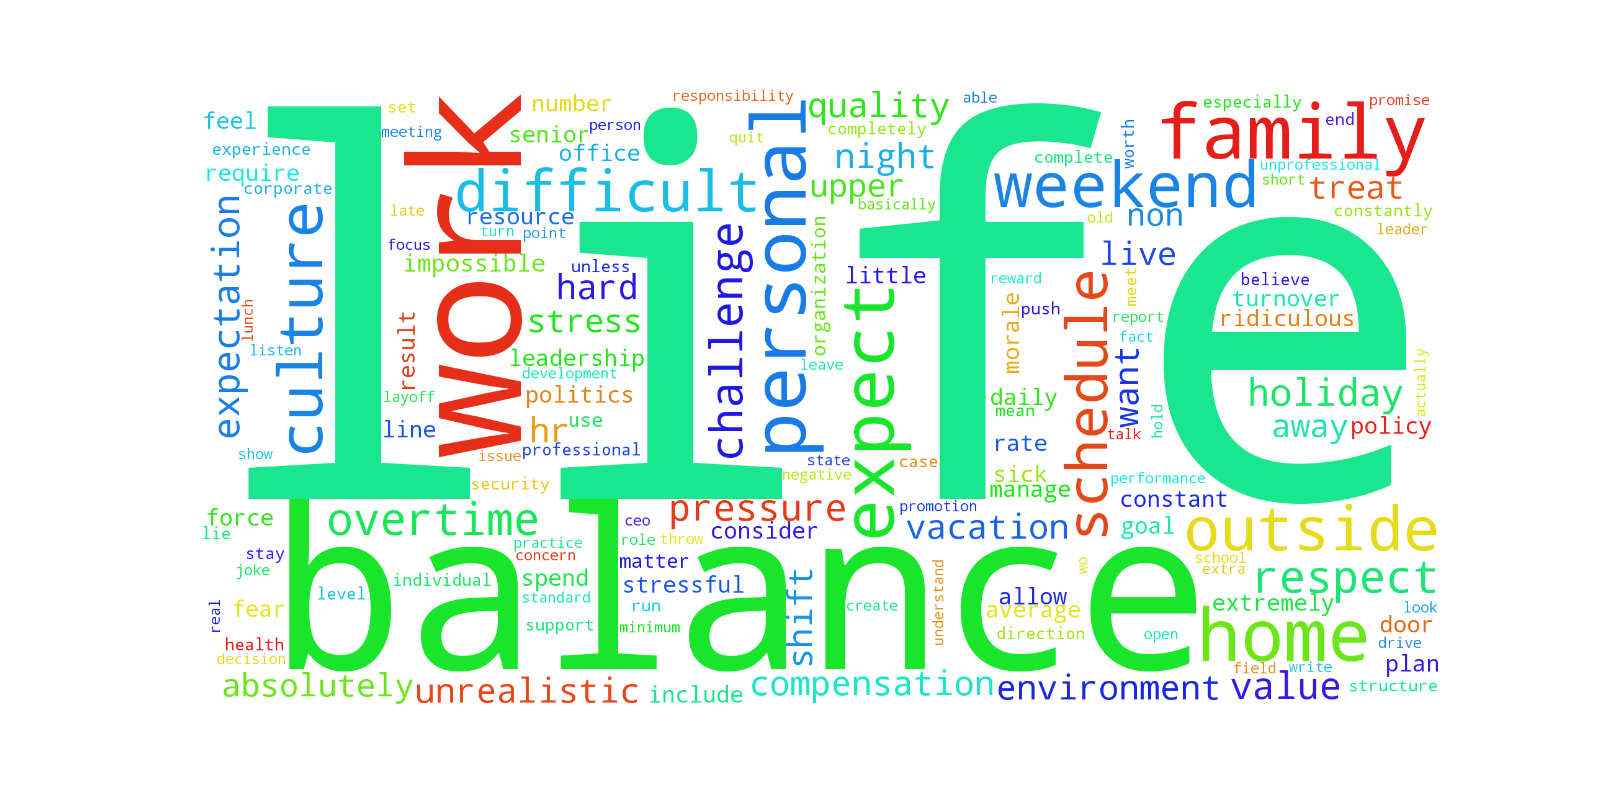 life
balance
work
family
difficult
personal
weekend
culture
expect
schedule
home
outside
respect
overtime
pressure
challenge
expectation
quality
night
upper
senior
office
number
responsibility
able
completely
especially
promise
end
unprofessional
short
treat
constantly
leader
complete
worth
basically
old
non
live
feel
experience
require
corporate
set
meeting
person
quit
late
resource
turn
point
focus
impossible
unless
hard
stress
leadership
development
politics
hr
use
professional
issue
security
line
layoff
result
lunch
listen
show
organization
little
leave
reward
push
morale
meet
report
fact
want
believe
turnover
ridiculous
holiday
away
policy
actually
hold
talk
daily
mean
rate
sick
manage
state
negative
case
promotion
vacation
consider
constant
performance
goal
force
lie
stay
joke
real
fear
health
decision
level
individual
practice
concern
spend
standard
support
ceo
role
throw
matter
stressful
run
minimum
shift
create
understand
allow
average
direction
open
wo
school
extra
extremely
look
door
drive
plan
field
write
structure
value
environment
compensation
include
unrealistic
absolutely